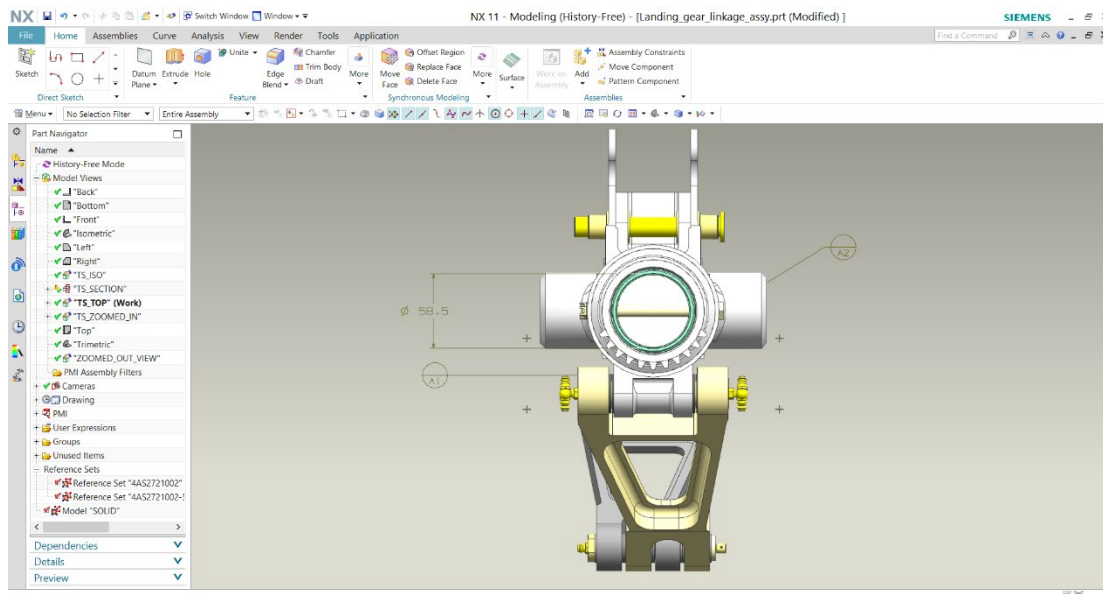 NX Switch Window Window NX 11 - Modeling (History-Free) - [Landing_gear_linkage_assy.prt (Modified) ] SIEMENS
File Home Assemblies Curve Analysis View Render Tools Application Find a Command
Sketch
Datum Plane
Extrude
Hole
Unite
Edge Blend
Chamfer
Trim Body
Draft
More
Move Face
Offset Region
Replace Face
Delete Face
More
Surface
Work on Assembly
Add
Assembly Constraints
Move Component
Pattern Component
Direct Sketch Feature Synchronous Modeling Assemblies
Menu No Selection Filter Entire Assembly
Part Navigator
Name
History-Free Mode
Model Views
"Back"
"Bottom"
"Front"
"Isometric"
"Left"
"Right"
"TS_ISO"
"TS_SECTION"
"TS_TOP" (Work)
"TS_ZOOMED_IN"
"Top"
"Trimetric"
"ZOOMED_OUT_VIEW"
PMI Assembly Filters
Cameras
Drawing
PMI
User Expressions
Groups
Unused Items
Reference Sets
Reference Set "4AS2721002"
Reference Set "4AS2721002-
Model "SOLID"
Dependencies
Details
Preview
A2
Ø 58.5
A1